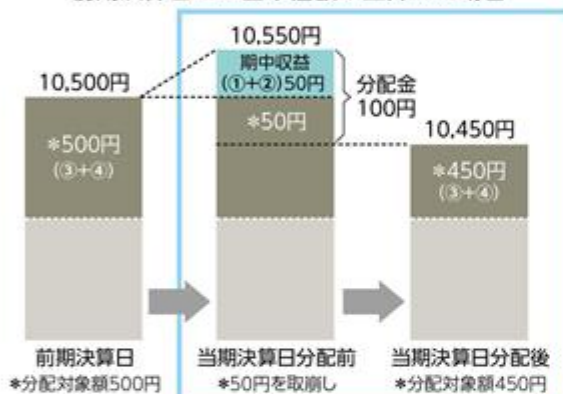 10,550円
期中収益
(①+②)50円
10,500円
分配金
100円
*50円
10,450円
*500円
(③+④)
*450円
(③+④)
前期決算日
当期決算日分配前
当期決算日分配後
*分配対象額500円
*50円を取崩し
*分配対象額450円